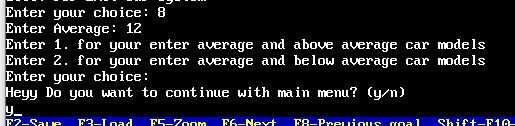 Enter your choice: 8
Enter Average: 12
Enter 1. for your enter average and above average car models
Enter 2. for your enter average and below average car models
Enter your choice:
Heyy Do you want to continue with main menu? (y/n)
y_
F2-Save F3-Load F5-Zoom F6-Next F8-Previous goal Shift-F10-